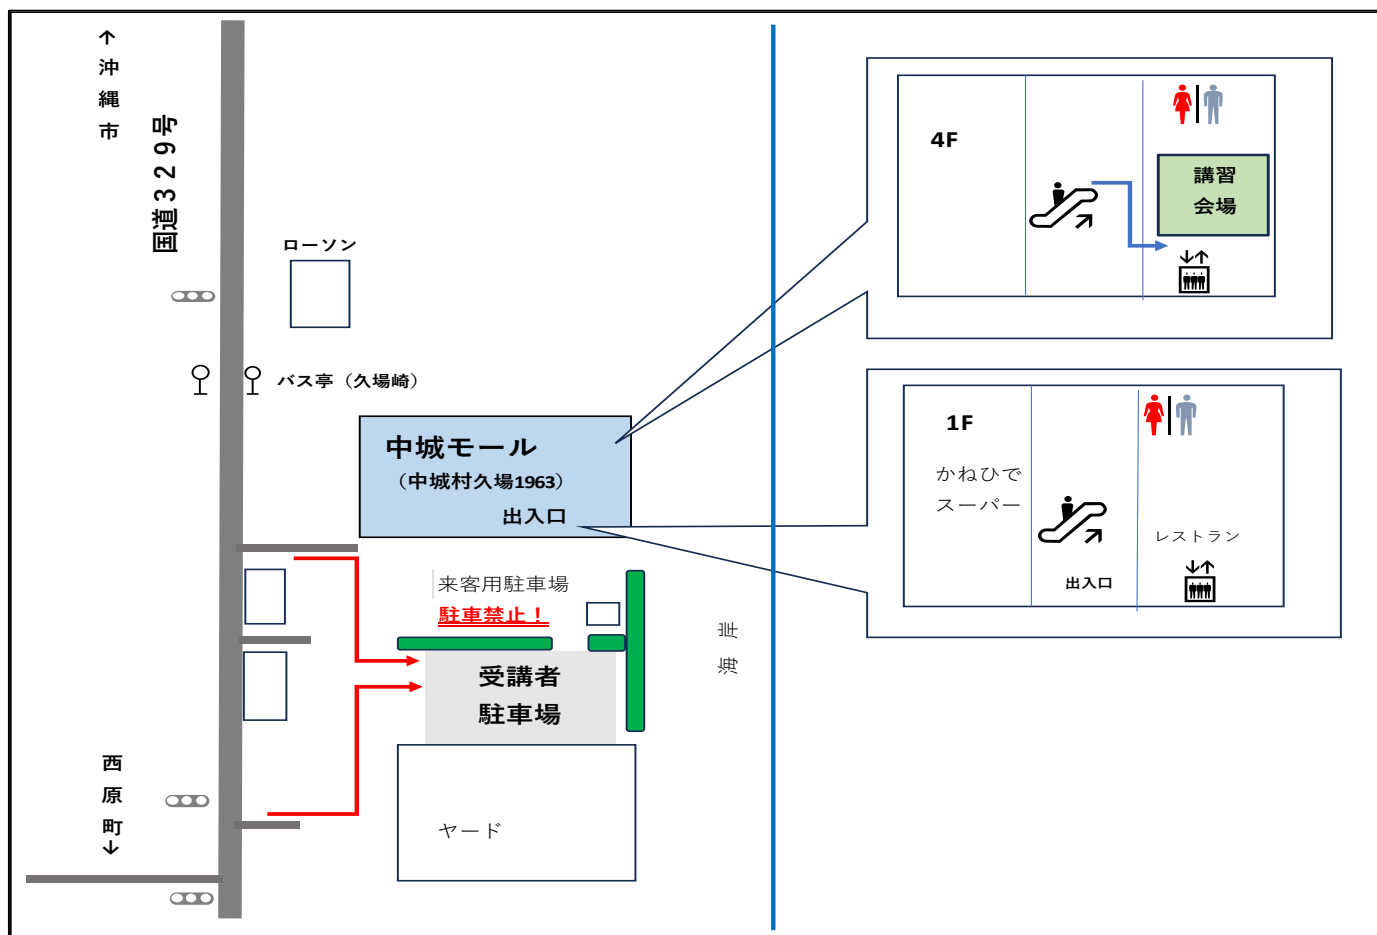 ↑沖縄市
国道329号
ローソン
バス亭（久場崎）
中城モール
（中城村久場1963）
出入口
来客用駐車場
駐車禁止！
受講者
駐車場
ヤード
西原町↓
海岸
4F
講習
会場
↓↑
1F
かねひで
スーパー
レストラン
出入口
↓↑